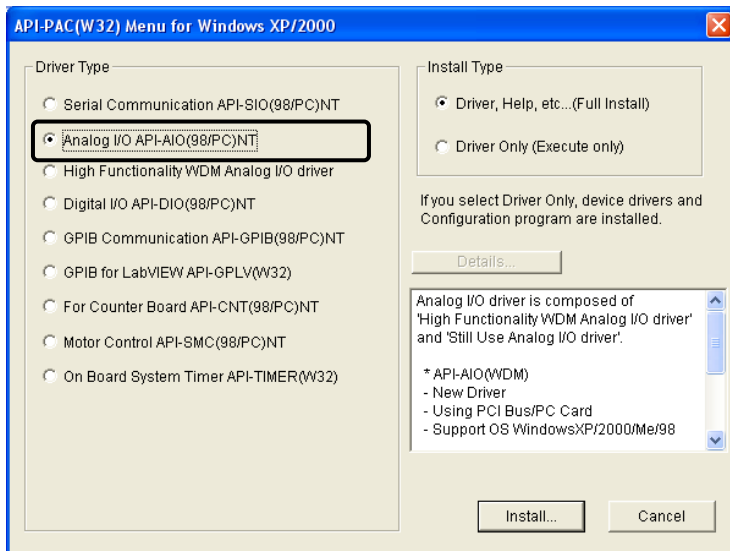 API-PAC(W32) Menu for Windows XP/2000
Driver Type
Serial Communication API-SIO(98/PC)NT
Analog I/O API-AIO(98/PC)NT
High Functionality WDM Analog I/O driver
Digital I/O API-DIO(98/PC)NT
GPIB Communication API-GPIB(98/PC)NT
GPIB for LabVIEW API-GPLV(W32)
For Counter Board API-CNT(98/PC)NT
Motor Control API-SMC(98/PC)NT
On Board System Timer API-TIMER(W32)
Install Type
Driver, Help, etc...(Full Install)
Driver Only (Execute only)
If you select Driver Only, device drivers and
Configuration program are installed.
Details...
Analog I/O driver is composed of
'High Functionality WDM Analog I/O driver'
and 'Still Use Analog I/O driver'.
* API-AIO(WDM)
- New Driver
- Using PCI Bus/PC Card
- Support OS WindowsXP/2000/Me/98
Install...
Cancel